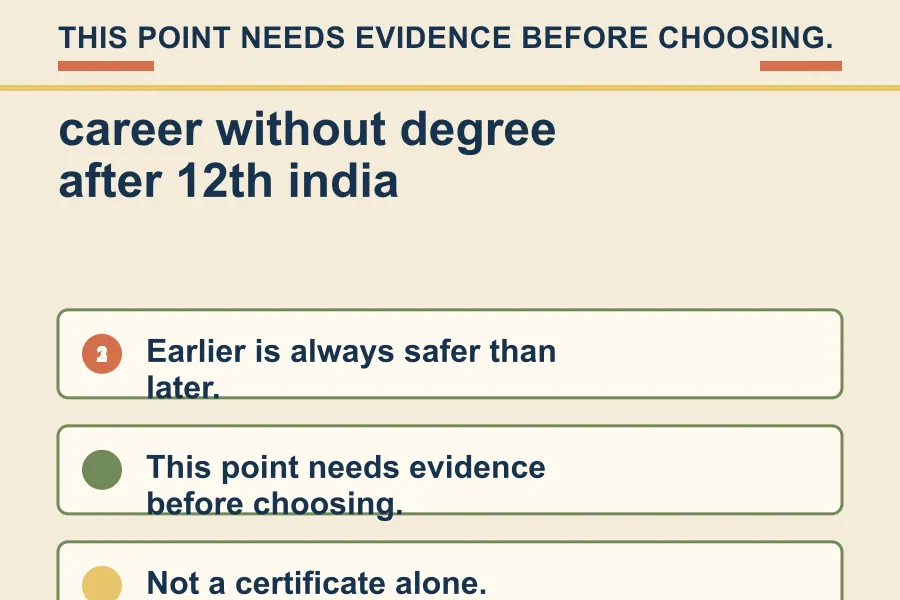 THIS POINT NEEDS EVIDENCE BEFORE CHOOSING.
career without degree
after 12th india
Earlier is always safer than
later.
This point needs evidence
before choosing.
Not a certificate alone.